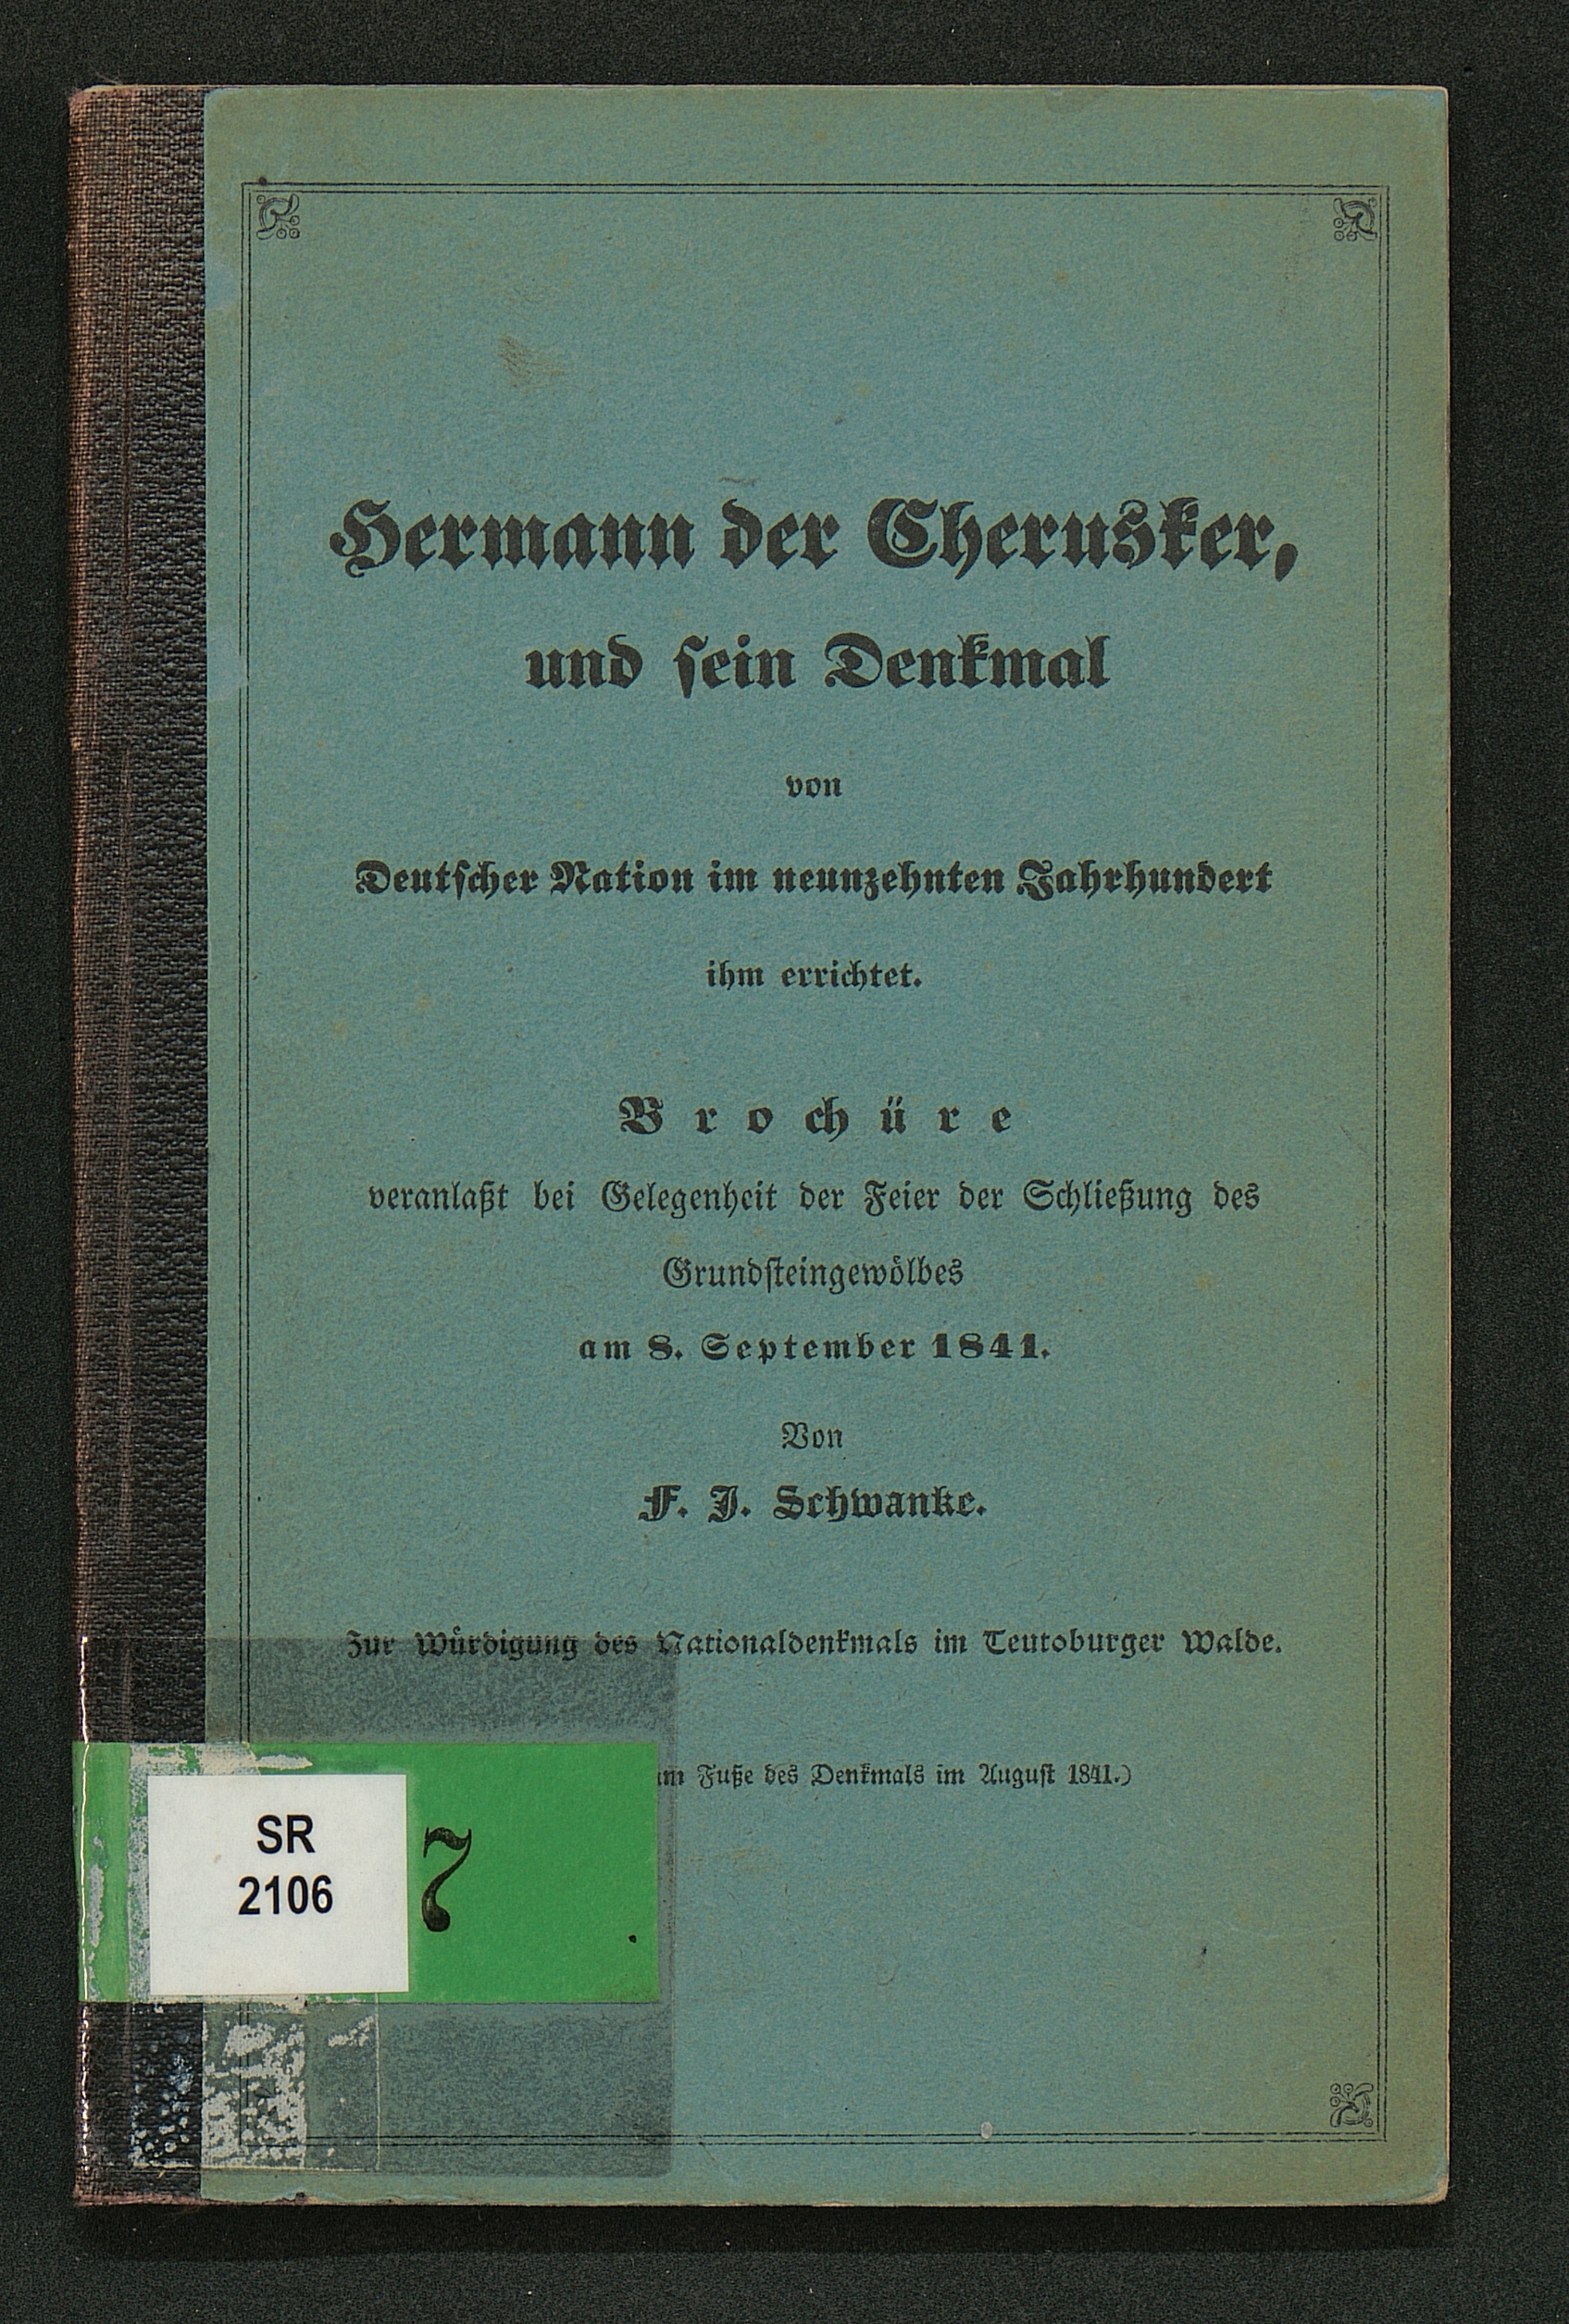 Hermann der Cherusker,
und sein Denkmal
von
Deutscher Nation im neunzehnten Jahrhundert
ihm errichtet.
Brochüre
veranlaßt bei Gelegenheit der Feier der Schließung des
Grundsteingewölbes
am 8. September 1841.
Von
F. J. Schwanke.
Zur Würdigung des Nationaldenkmals im Teutoburger Walde.
am Fuße des Denkmals im August 1841.)
SR
2106
7